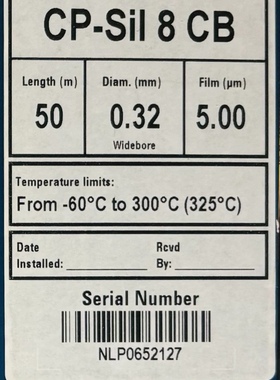 CP-Sil 8 CB
Length (m) Diam. (mm) Film (µm)
50 0.32 5.00
Widebore
Temperature limits:
From -60°C to 300°C (325°C)
Date Rcvd
Installed: By:
Serial Number
NLP0652127